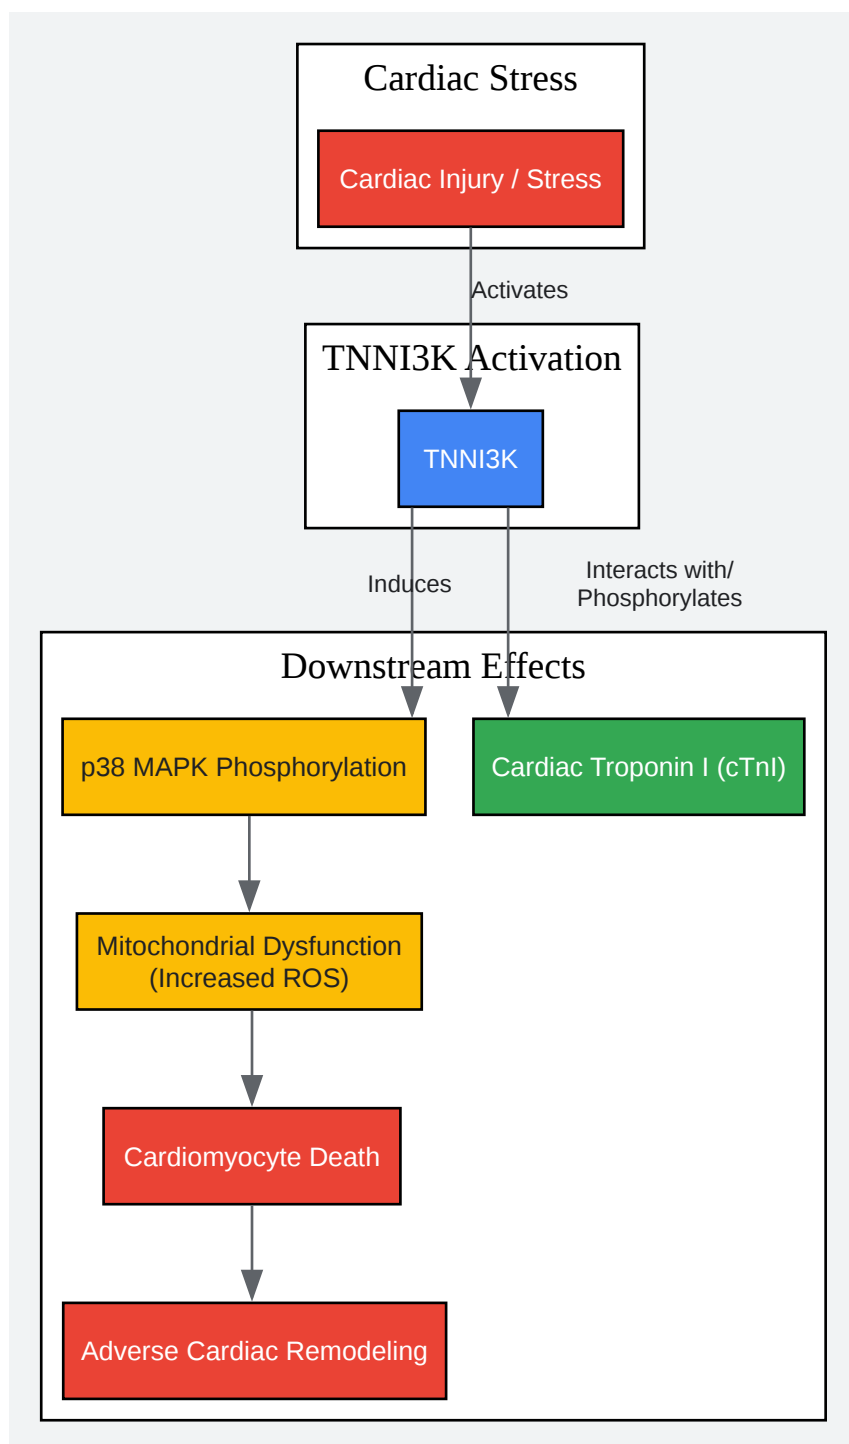 Cardiac Stress
Cardiac Injury / Stress
Activates
TNNI3K Activation
TNNI3K
Induces
Interacts with/
Phosphorylates
Downstream Effects
p38 MAPK Phosphorylation
Cardiac Troponin I (cTnI)
Mitochondrial Dysfunction
(Increased ROS)
Cardiomyocyte Death
Adverse Cardiac Remodeling